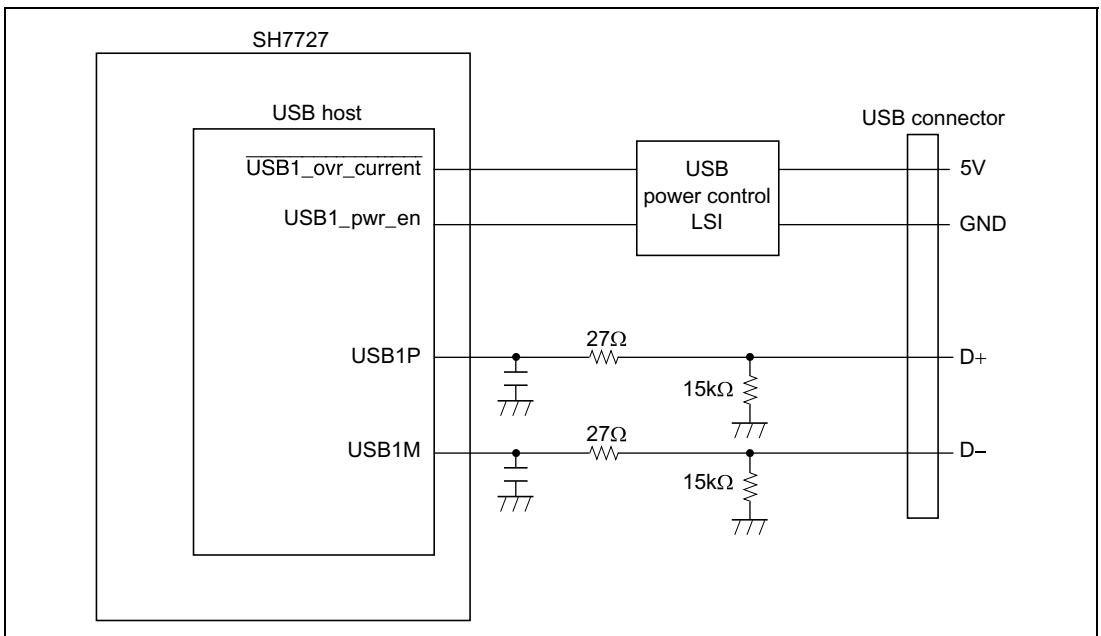 SH7727
USB host
USB connector
USB1_ovr_current
USB
power control
LSI
5V
USB1_pwr_en
GND
27Ω
USB1P
D+
15kΩ
27Ω
USB1M
D−
15kΩ